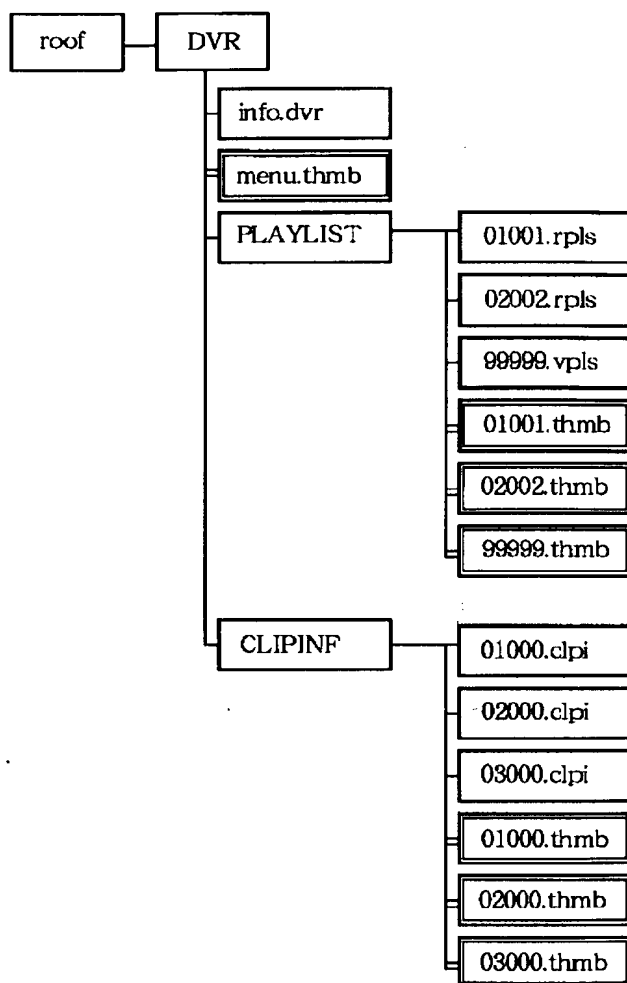 roof DVR
info.dvr
menu.thmb
PLAYLIST
01001.rpls
02002.rpls
99999.vpls
01001.thmb
02002.thmb
99999.thmb
CLIPINF
01000.clpi
02000.clpi
03000.clpi
01000.thmb
02000.thmb
03000.thmb